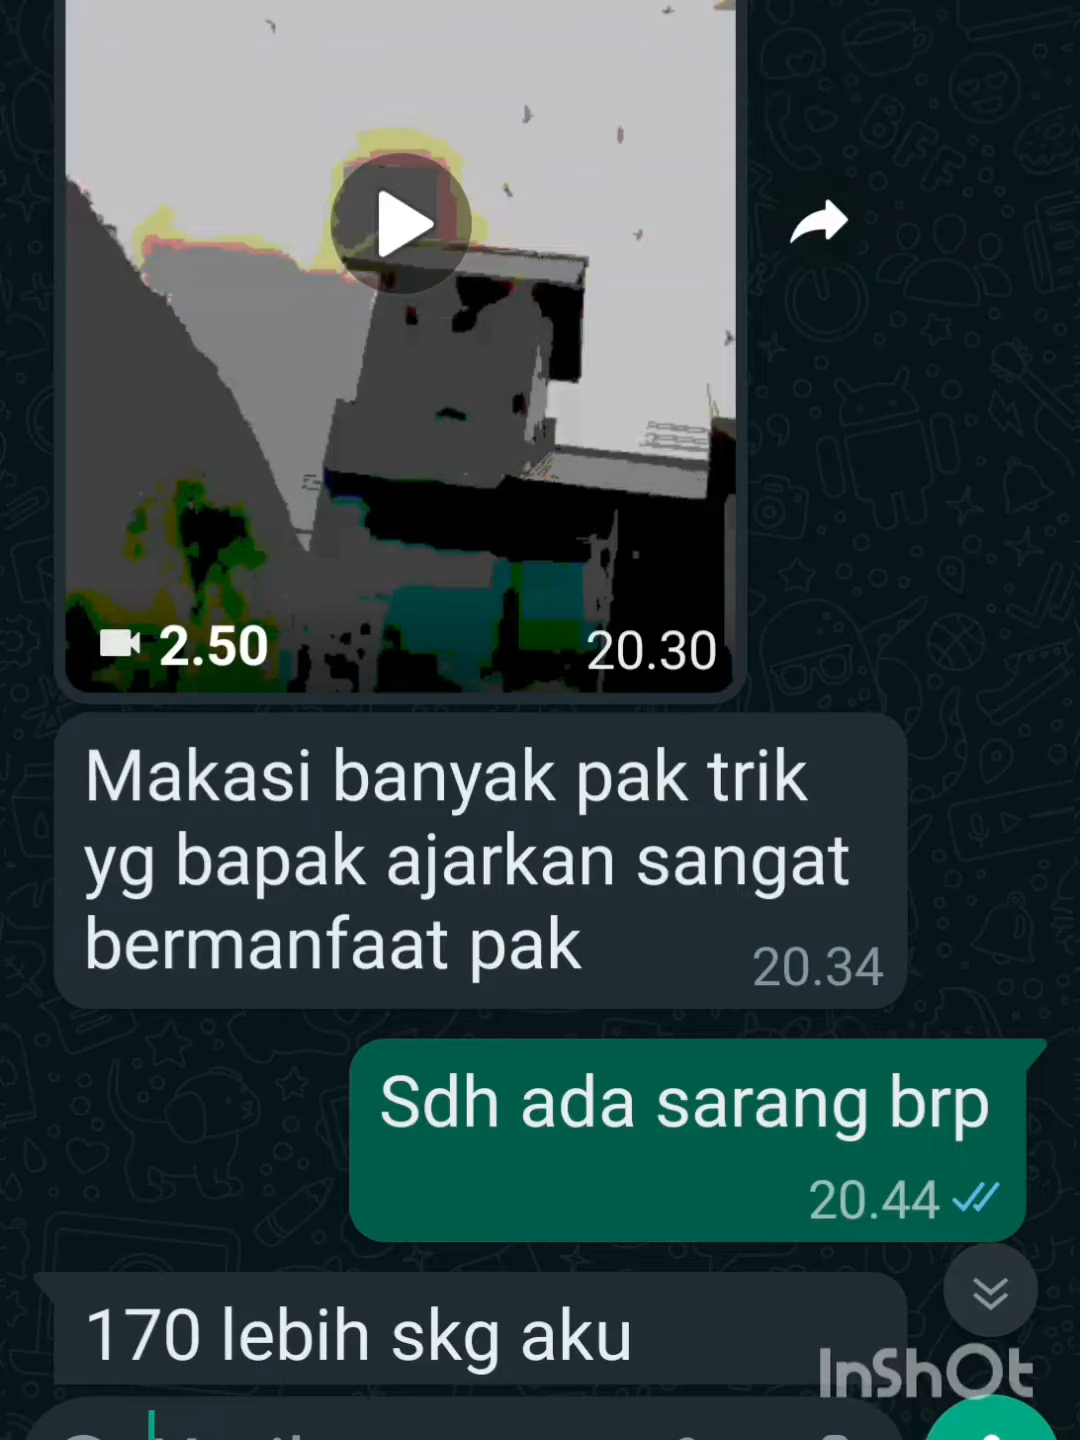 2.50 20.30
Makasi banyak pak trik
yg bapak ajarkan sangat
bermanfaat pak
20.34
Sdh ada sarang brp
20.44
170 lebih skg aku
InShOt